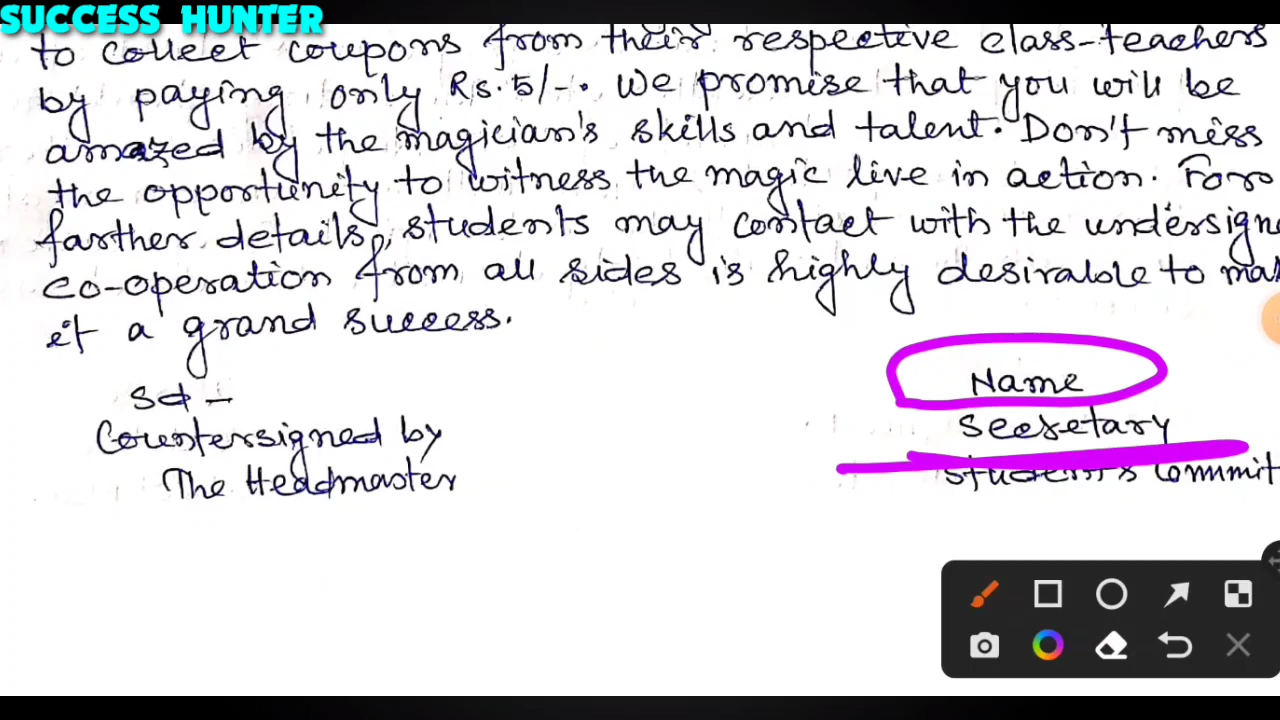 SUCCESS HUNTER
to collect coupons from their respective class-teachers
by paying only Rs.5/-. We promise that you will be
amazed by the magician's skills and talent. Don't miss
the opportunity to witness the magic live in action. For
farther details, students may contact with the undersigne
co-operation from all sides is highly desirable to mak
it a grand success.
Sd -
Name
Countersigned by
Secretary
The Headmaster
Student's Commit